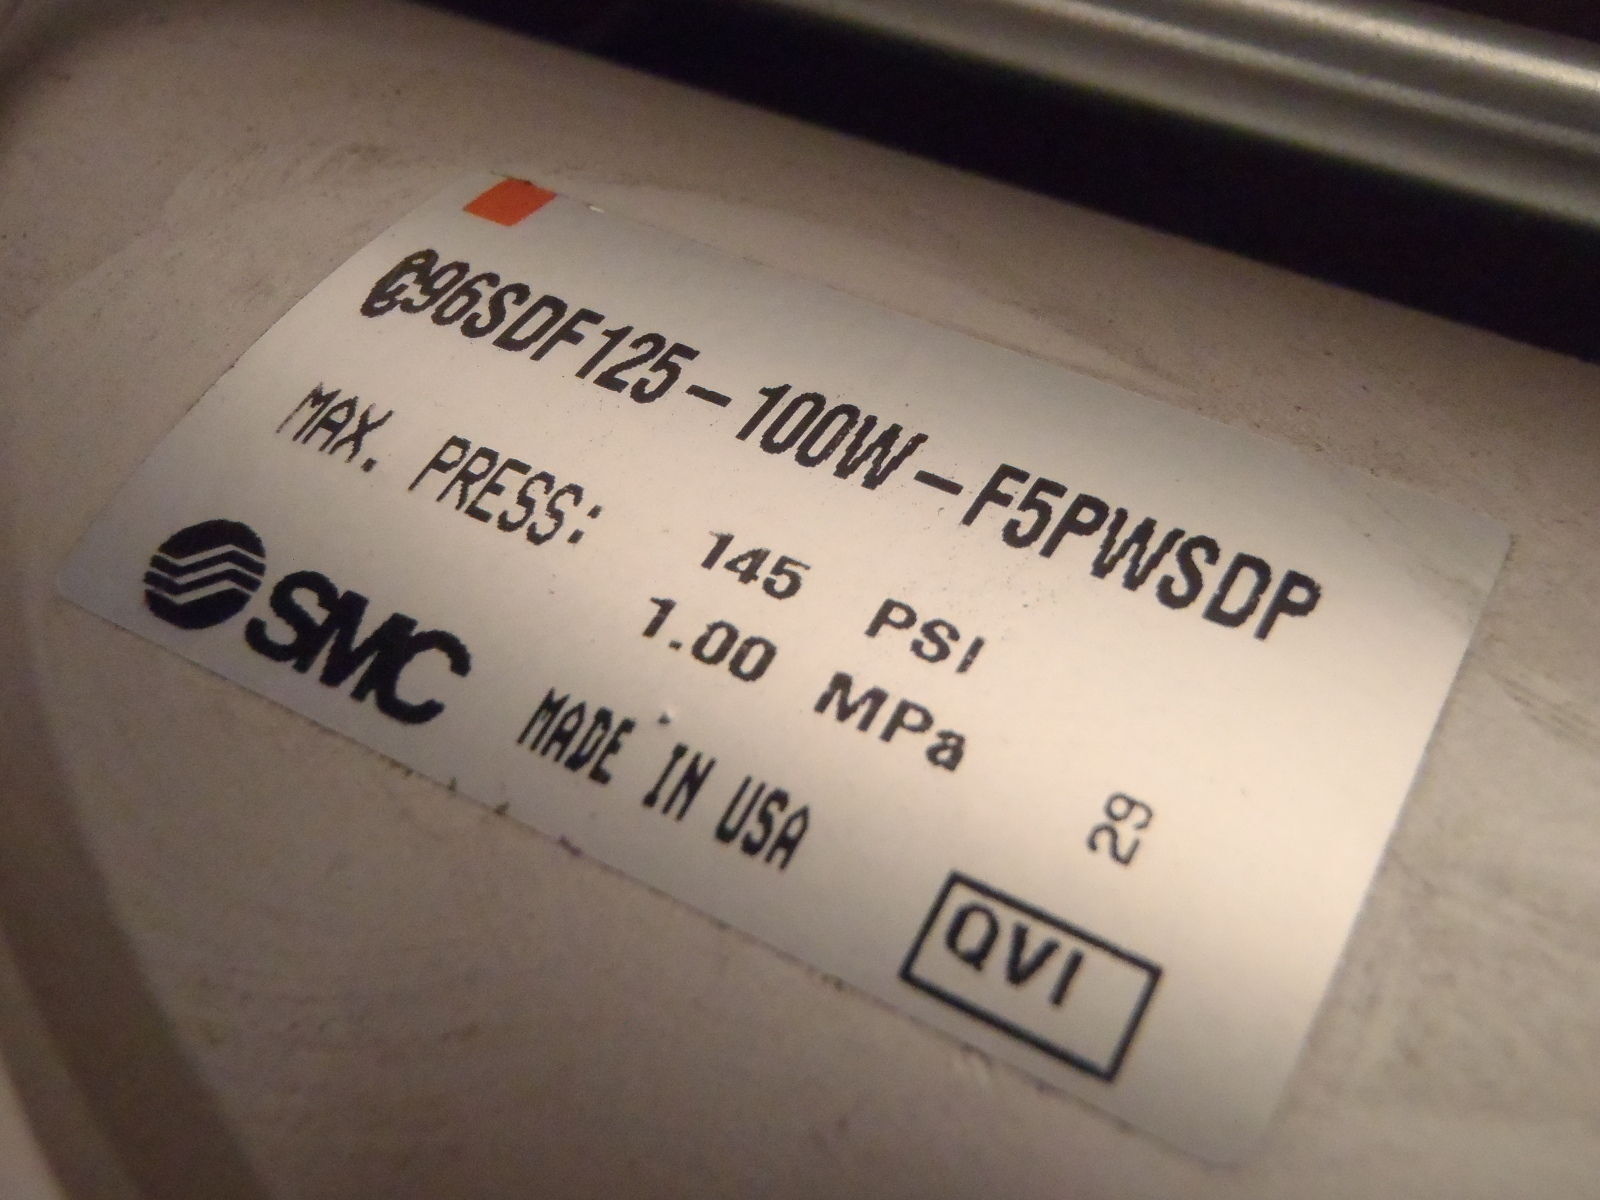 C96SDF125-100W-F5PWSDP
MAX. PRESS: 145 PSI
1.00 MPa
SMC MADE IN USA
29
QVI